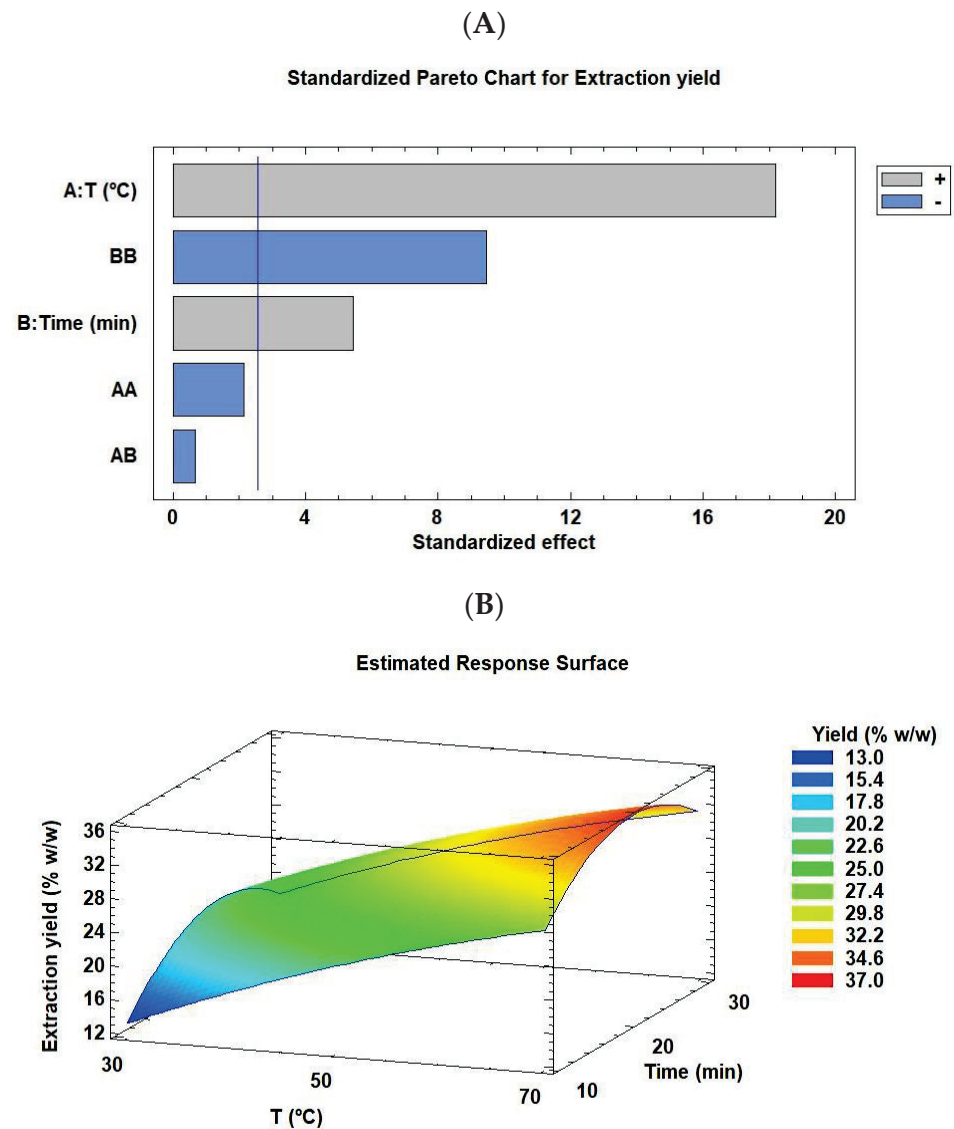 (A)
Standardized Pareto Chart for Extraction yield
A:T (ºC)
BB
B:Time (min)
AA
AB
+
-
0 4 8 12 16 20
Standardized effect
(B)
Estimated Response Surface
Yield (% w/w)
13.0
15.4
17.8
20.2
22.6
25.0
27.4
29.8
32.2
34.6
37.0
Extraction yield (% w/w)
36
32
28
24
20
16
12
30
50
70
T (ºC)
10
20
30
Time (min)